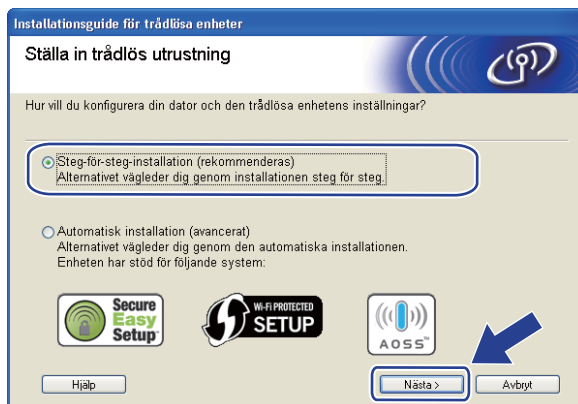 Installationsguide för trådlösa enheter
Ställa in trådlös utrustning
Hur vill du konfigurera din dator och den trådlösa enhetens inställningar?
Steg-för-steg-installation (rekommenderas)
Alternativet vägleder dig genom installationen steg för steg.
Automatisk installation (avancerat)
Alternativet vägleder dig genom den automatiska installationen.
Enheten har stöd för följande system:
Secure
Easy
Setup™
Wi-Fi PROTECTED
SETUP
AOSS™
Hjälp
Nästa >
Avbryt